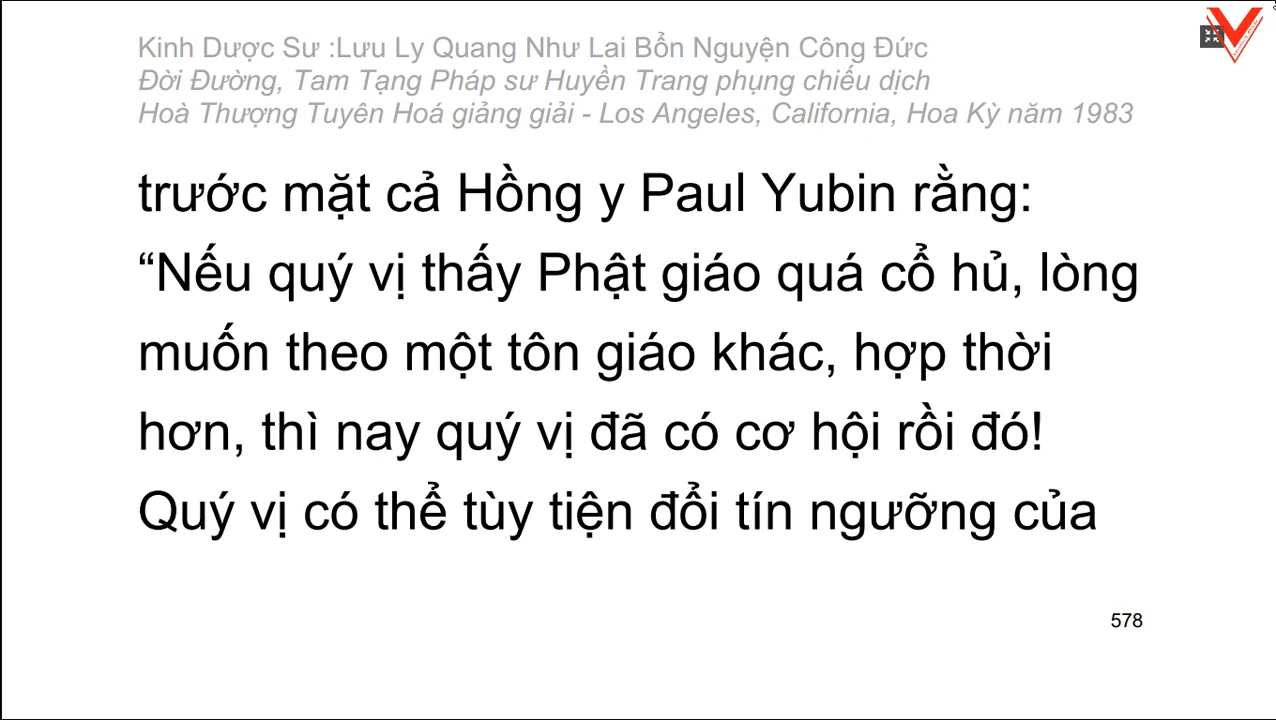 Kinh Dược Sư :Lưu Ly Quang Như Lai Bổn Nguyện Công Đức
Đời Đường, Tam Tạng Pháp sư Huyền Trang phụng chiếu dịch
Hoà Thượng Tuyên Hoá giảng giải - Los Angeles, California, Hoa Kỳ năm 1983
trước mặt cả Hồng y Paul Yubin rằng:
“Nếu quý vị thấy Phật giáo quá cổ hủ, lòng
muốn theo một tôn giáo khác, hợp thời
hơn, thì nay quý vị đã có cơ hội rồi đó!
Quý vị có thể tùy tiện đổi tín ngưỡng của
578